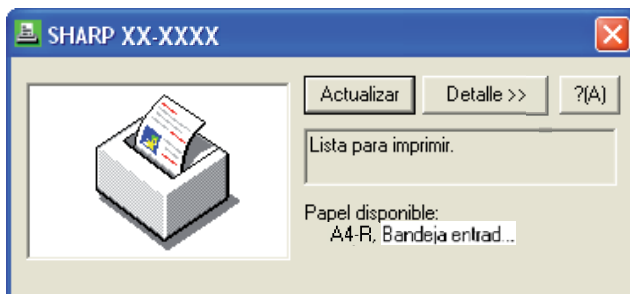 SHARP XX-XXXX
Actualizar Detalle >> ?(A)
Lista para imprimir.
Papel disponible:
A4-R, Bandeja entrad...